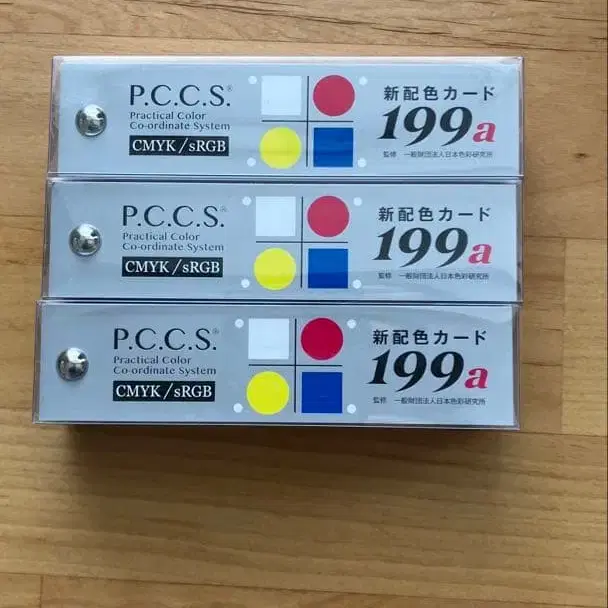 P.C.C.S.®
Practical Color
Co-ordinate System
CMYK/sRGB
新配色カード
199a
監修 一般財団法人日本色彩研究所
P.C.C.S.®
Practical Color
Co-ordinate System
CMYK/sRGB
新配色カード
199a
監修 一般財団法人日本色彩研究所
P.C.C.S.®
Practical Color
Co-ordinate System
CMYK/sRGB
新配色カード
199a
監修 一般財団法人日本色彩研究所